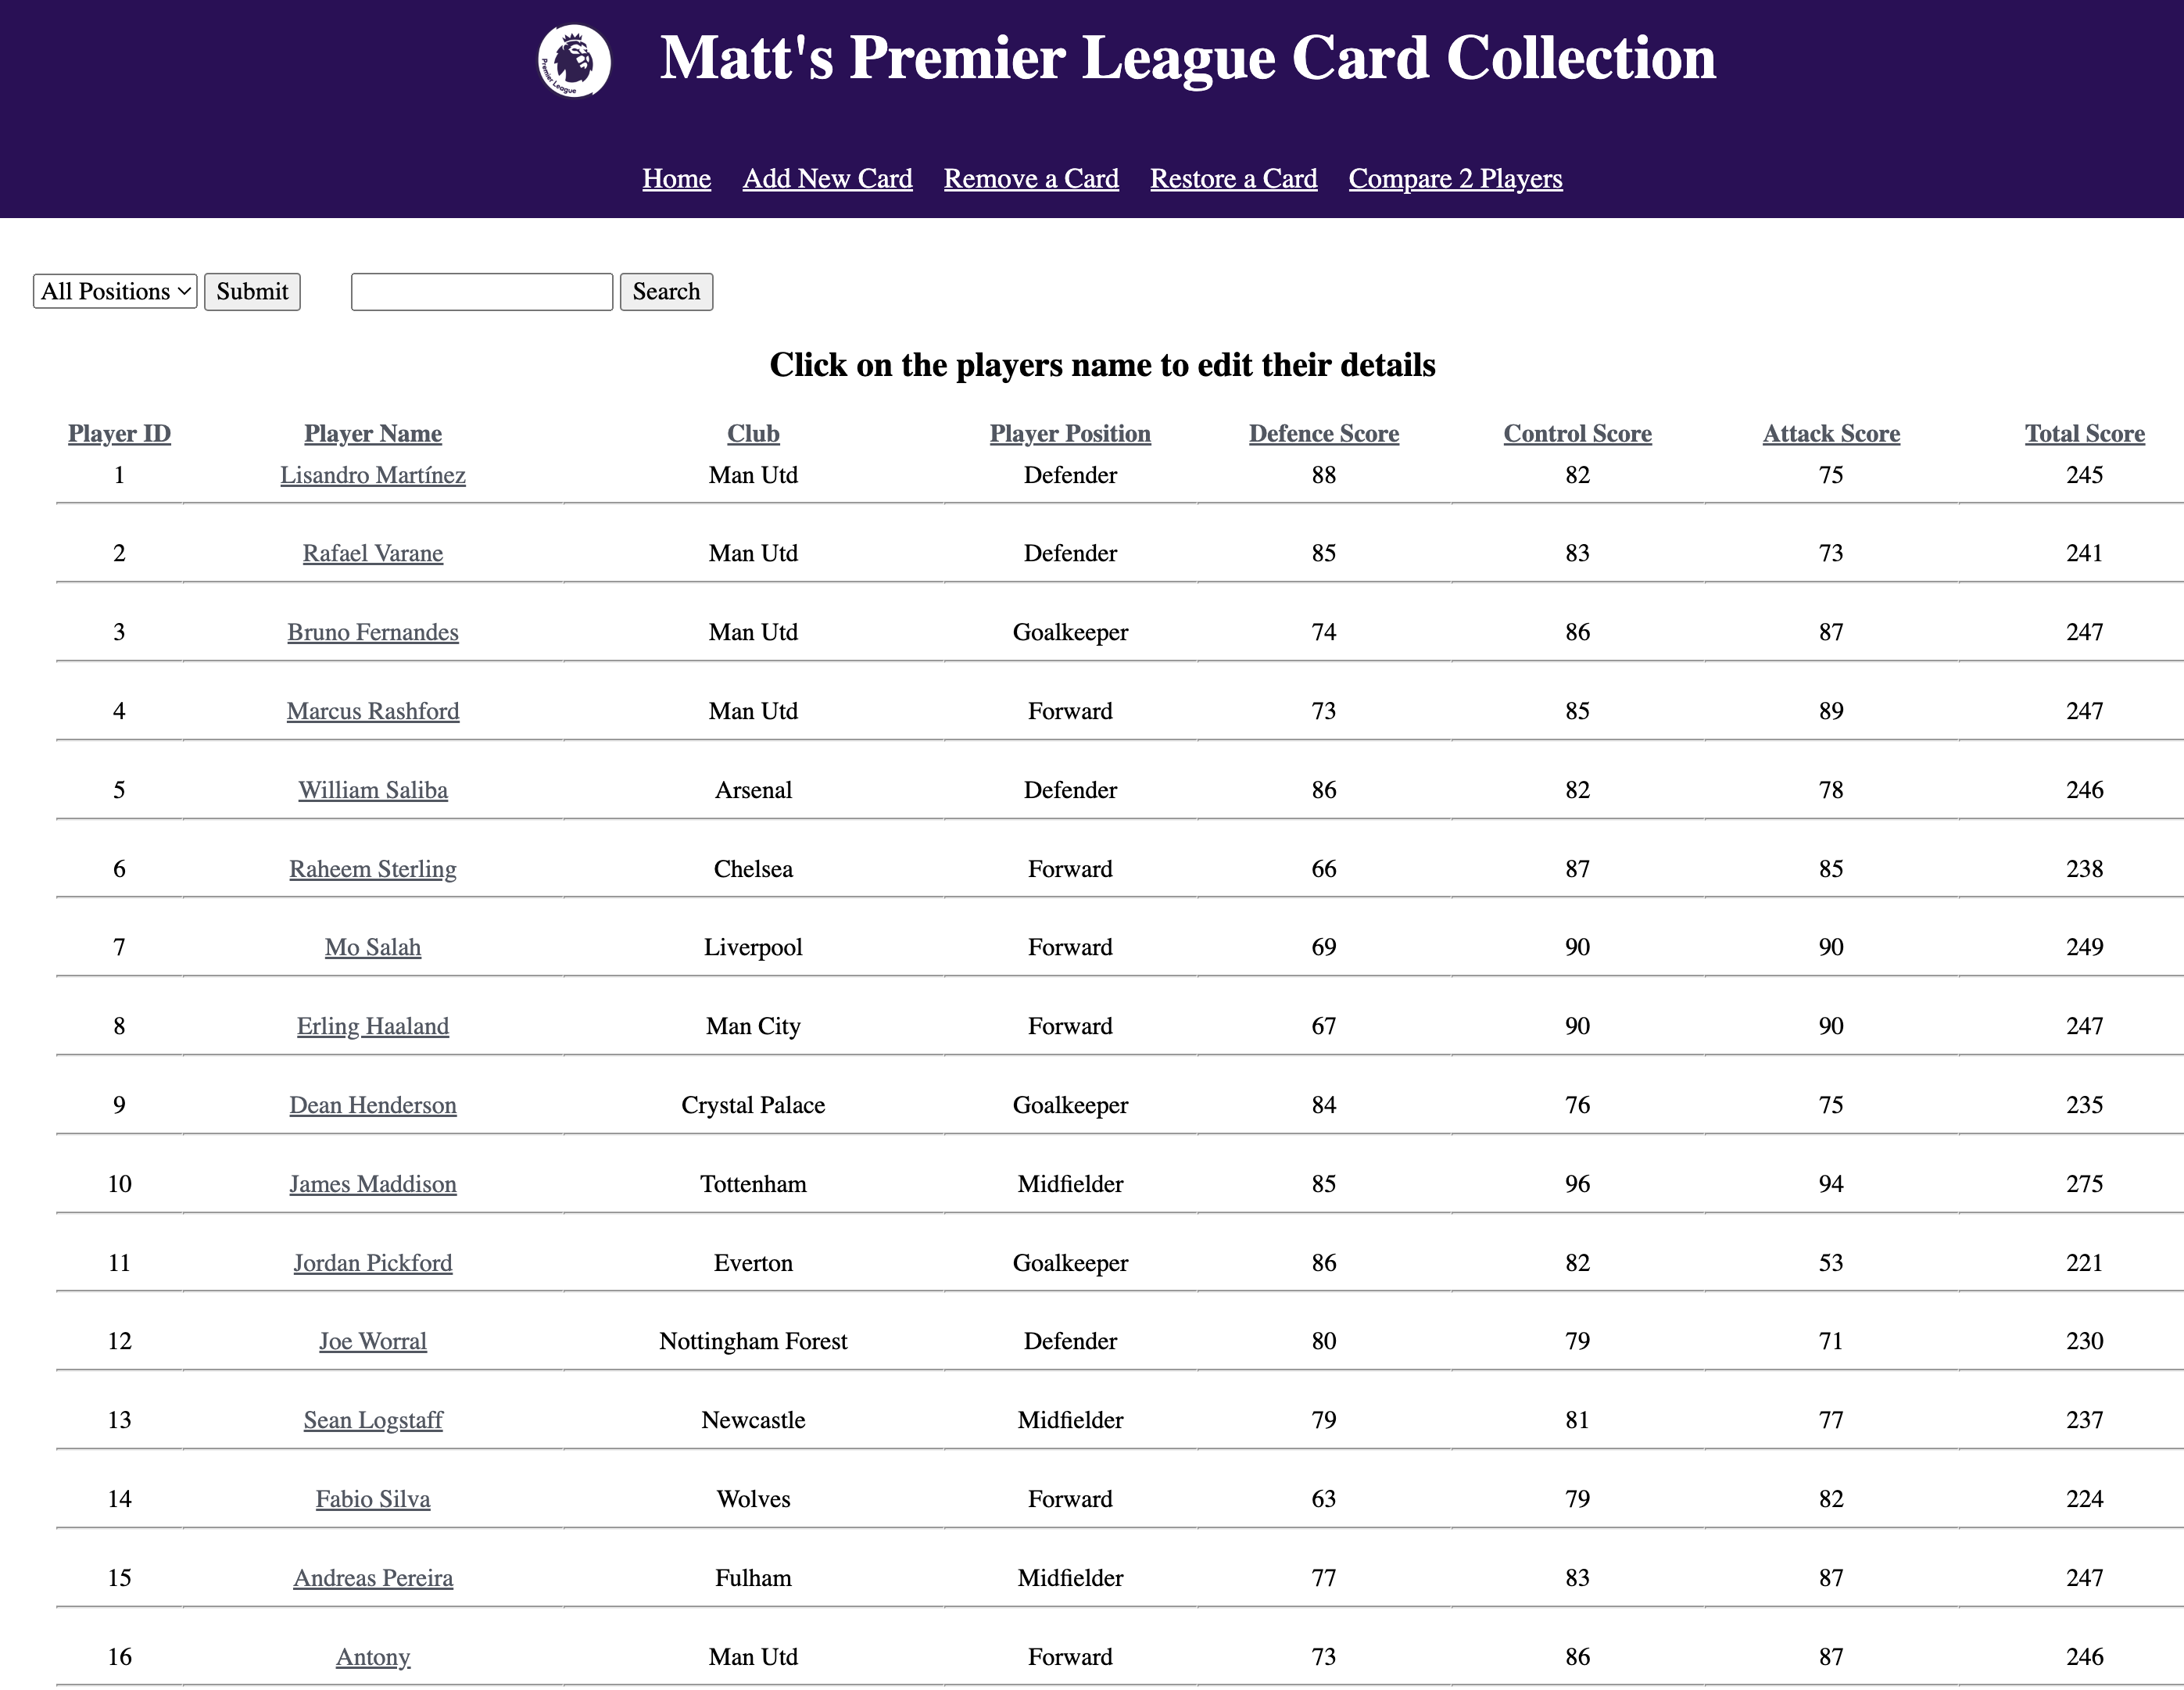 Premier League
Matt's Premier League Card Collection
Home Add New Card Remove a Card Restore a Card Compare 2 Players
All Positions Submit Search
Click on the players name to edit their details
Player ID Player Name Club Player Position Defence Score Control Score Attack Score Total Score
1 Lisandro Martínez Man Utd Defender 88 82 75 245
2 Rafael Varane Man Utd Defender 85 83 73 241
3 Bruno Fernandes Man Utd Goalkeeper 74 86 87 247
4 Marcus Rashford Man Utd Forward 73 85 89 247
5 William Saliba Arsenal Defender 86 82 78 246
6 Raheem Sterling Chelsea Forward 66 87 85 238
7 Mo Salah Liverpool Forward 69 90 90 249
8 Erling Haaland Man City Forward 67 90 90 247
9 Dean Henderson Crystal Palace Goalkeeper 84 76 75 235
10 James Maddison Tottenham Midfielder 85 96 94 275
11 Jordan Pickford Everton Goalkeeper 86 82 53 221
12 Joe Worral Nottingham Forest Defender 80 79 71 230
13 Sean Logstaff Newcastle Midfielder 79 81 77 237
14 Fabio Silva Wolves Forward 63 79 82 224
15 Andreas Pereira Fulham Midfielder 77 83 87 247
16 Antony Man Utd Forward 73 86 87 246